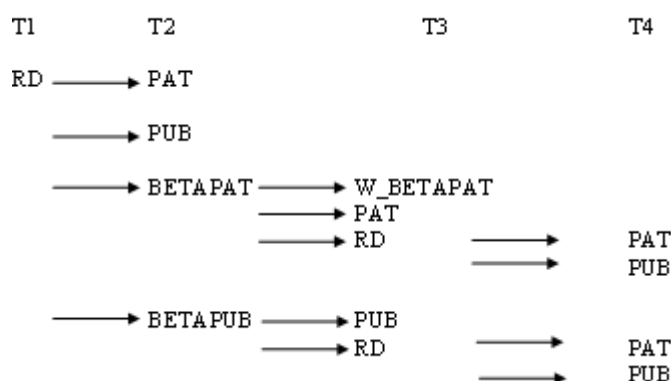 T1 T2 T3 T4
RD PAT
PUB
BETAPAT W_BETAPAT
PAT
RD PAT
PUB
BETAPUB PUB
RD PAT
PUB